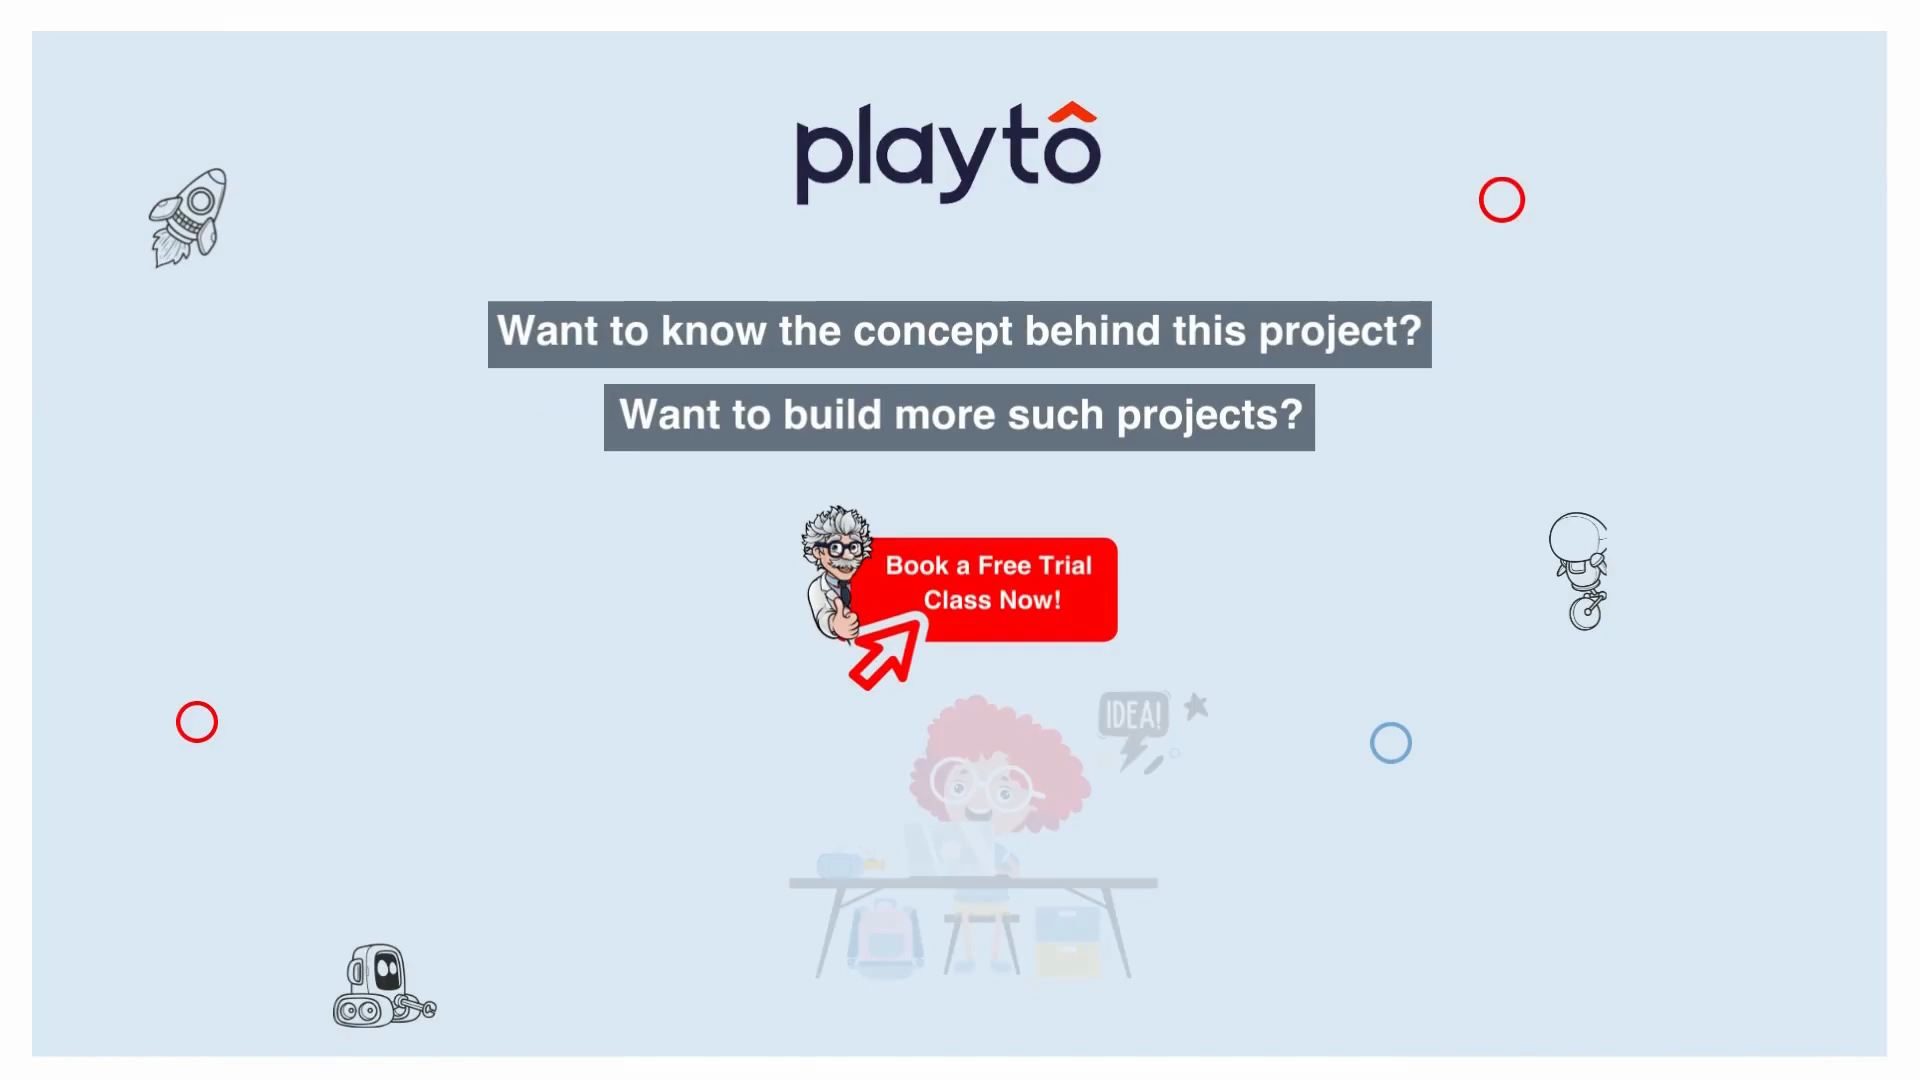 playtô
Want to know the concept behind this project?
Want to build more such projects?
Book a Free Trial
Class Now!
IDEA!